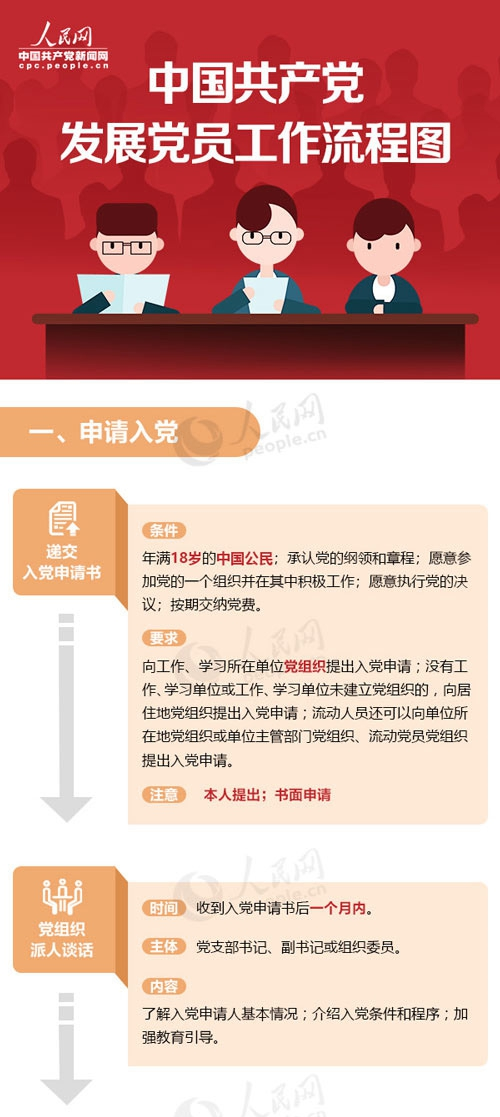 人民网
中国共产党新闻网
cpc.people.cn
中国共产党
发展党员工作流程图
人民网
people.cn
一、申请入党
递交
入党申请书
条件
年满18岁的中国公民；承认党的纲领和章程；愿意参
加党的一个组织并在其中积极工作；愿意执行党的决
议；按期交纳党费。
要求
向工作、学习所在单位党组织提出入党申请；没有工
作、学习单位或工作、学习单位未建立党组织的，向居
住地党组织提出入党申请；流动人员还可以向单位所
在地党组织或单位主管部门党组织、流动党员党组织
提出入党申请。
注意 本人提出；书面申请
人民网
people.cn
党组织
派人谈话
时间 收到入党申请书后一个月内。
主体 党支部书记、副书记或组织委员。
内容
了解入党申请人基本情况；介绍入党条件和程序；加
强教育引导。
人民网
people.cn
人民网